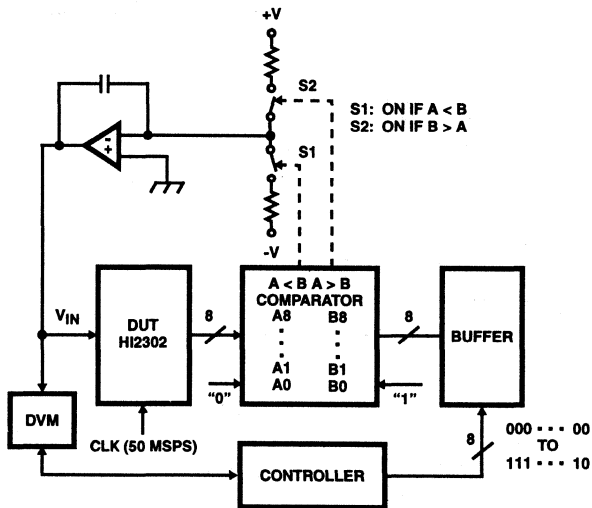 +V
S2
S1: ON IF A < B
S2: ON IF B > A
-
+
S1
-V
A < B A > B
COMPARATOR
A8 B8
A1 B1
A0 B0
DUT
HI2302
8
8
BUFFER
VIN
"0"
"1"
DVM
CLK (50 MSPS)
CONTROLLER
8
000 ···· 00
TO
111 ···· 10